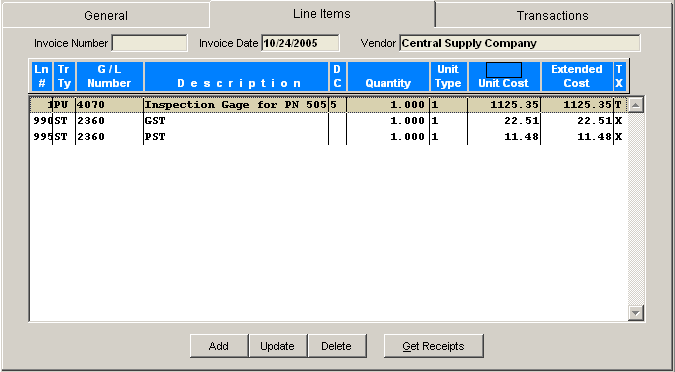 General Line Items Transactions
Invoice Number Invoice Date 10/24/2005 Vendor Central Supply Company
Ln # Tr Ty G / L Number D e s c r i p t i o n D C Quantity Unit Type Unit Cost Extended Cost T X
1 PU 4070 Inspection Gage for PN 505 5 1.000 1 1125.35 1125.35 T
990 ST 2360 GST 1.000 1 22.51 22.51 X
995 ST 2360 PST 1.000 1 11.48 11.48 X
Add Update Delete Get Receipts